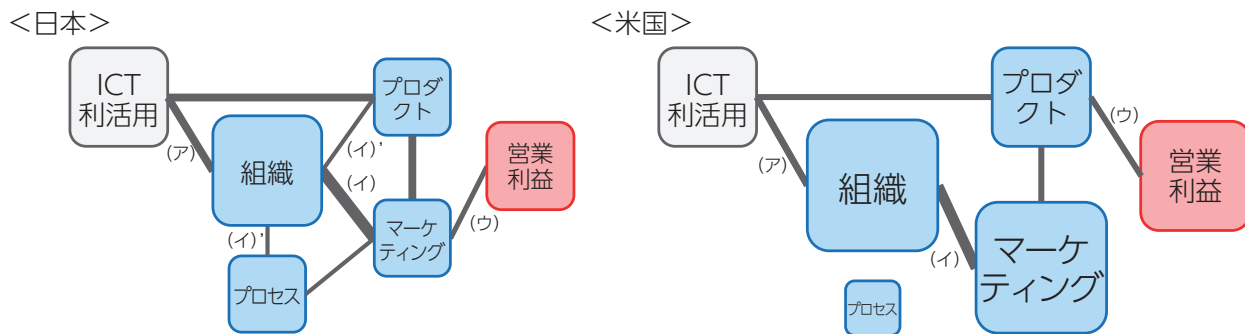 ＜日本＞
ICT
利活用
プロダ
クト
(ア)
(イ)'
組織
(イ)
営業
利益
(イ)'
マーケ
ティング
(ウ)
プロセス
＜米国＞
ICT
利活用
プロダ
クト
(ウ)
(ア)
組織
営業
利益
(イ)
マーケ
ティング
プロセス